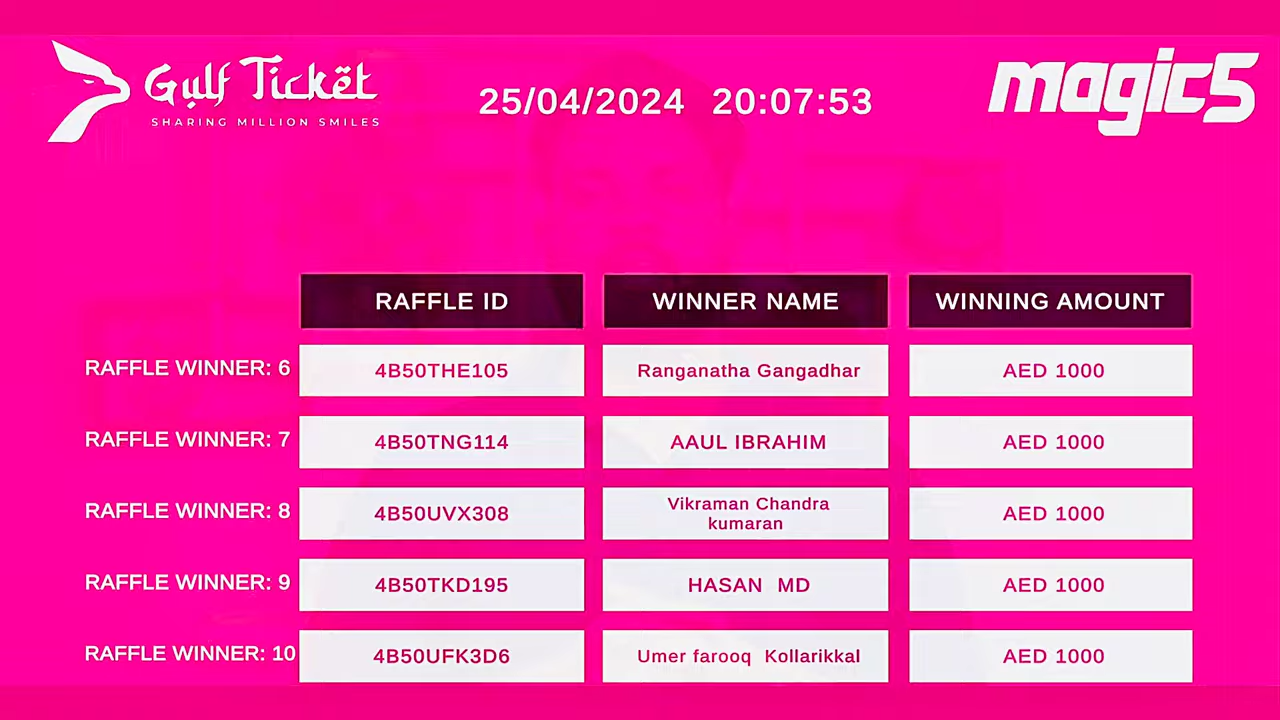 Gulf Tickët
SHARING MILLION SMILES
25/04/2024 20:07:53
magic5
RAFFLE ID WINNER NAME WINNING AMOUNT
RAFFLE WINNER: 6 4B50THE105 Ranganatha Gangadhar AED 1000
RAFFLE WINNER: 7 4B50TNG114 AAUL IBRAHIM AED 1000
RAFFLE WINNER: 8 4B50UVX308 Vikraman Chandra
kumaran AED 1000
RAFFLE WINNER: 9 4B50TKD195 HASAN MD AED 1000
RAFFLE WINNER: 10 4B50UFK3D6 Umer farooq Kollarikkal AED 1000